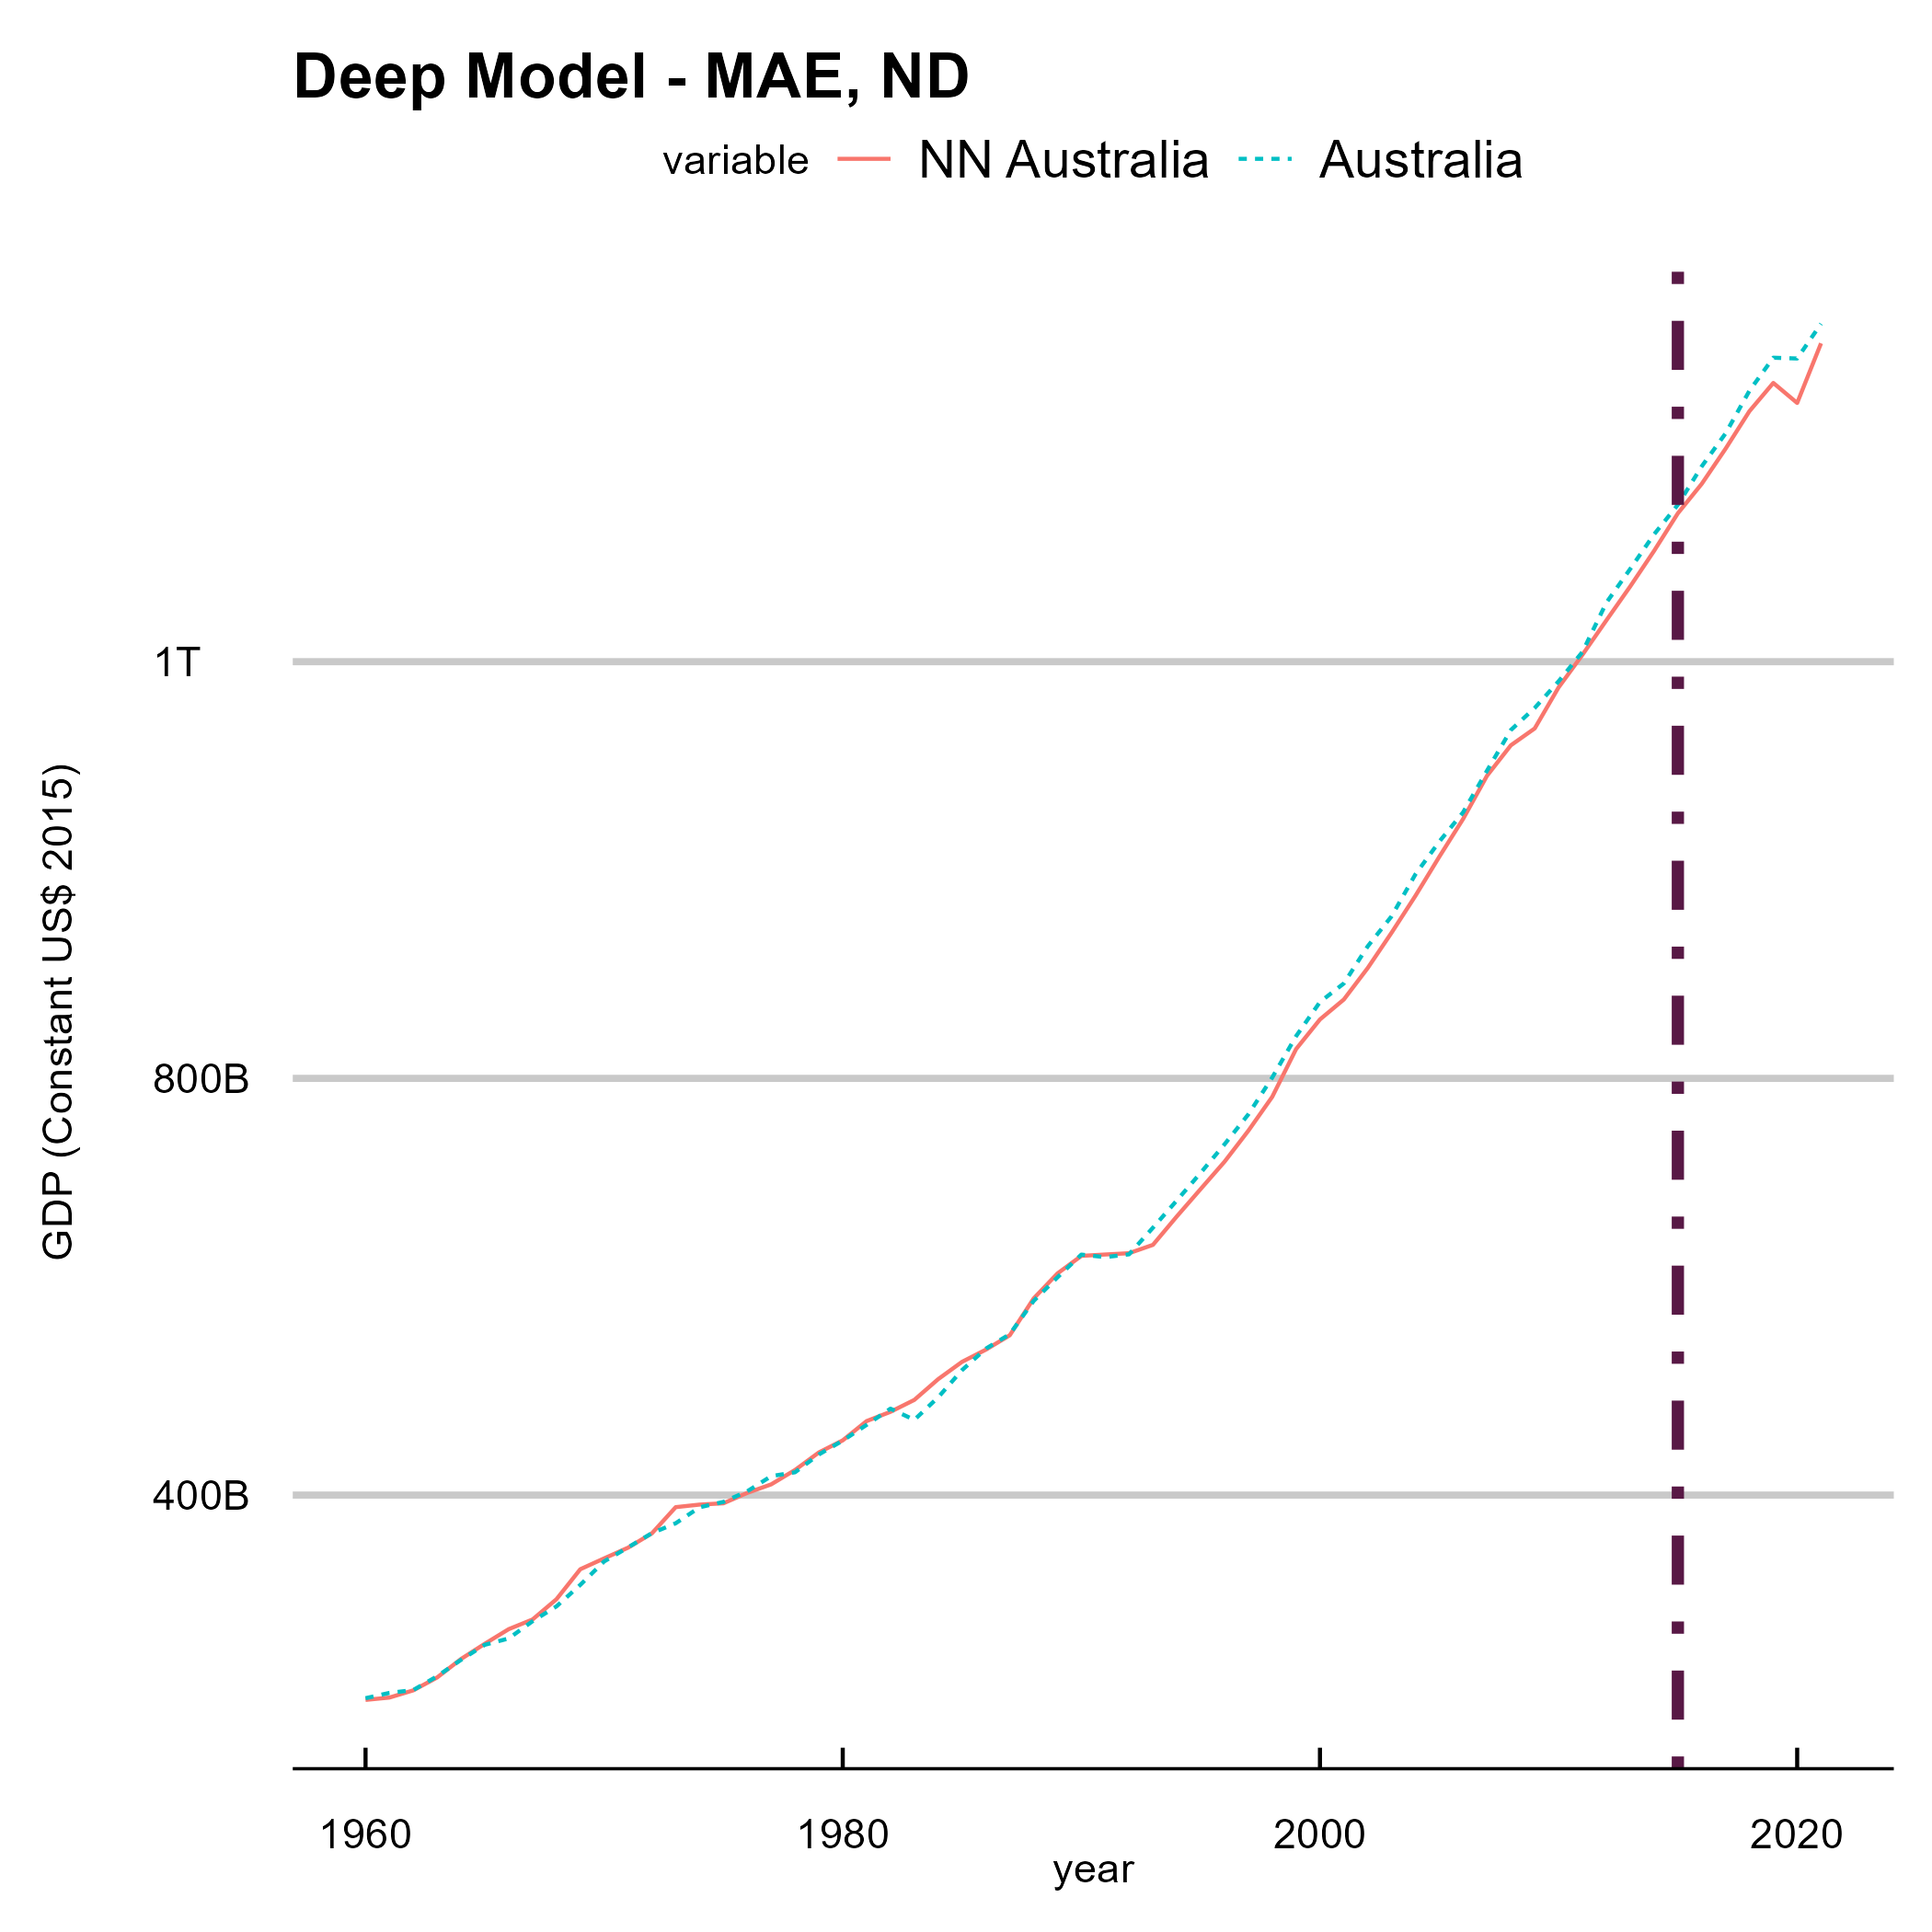 Deep Model - MAE, ND
variable NN Australia Australia
GDP (Constant US$ 2015)
1T
800B
400B
1960 1980 2000 2020
year